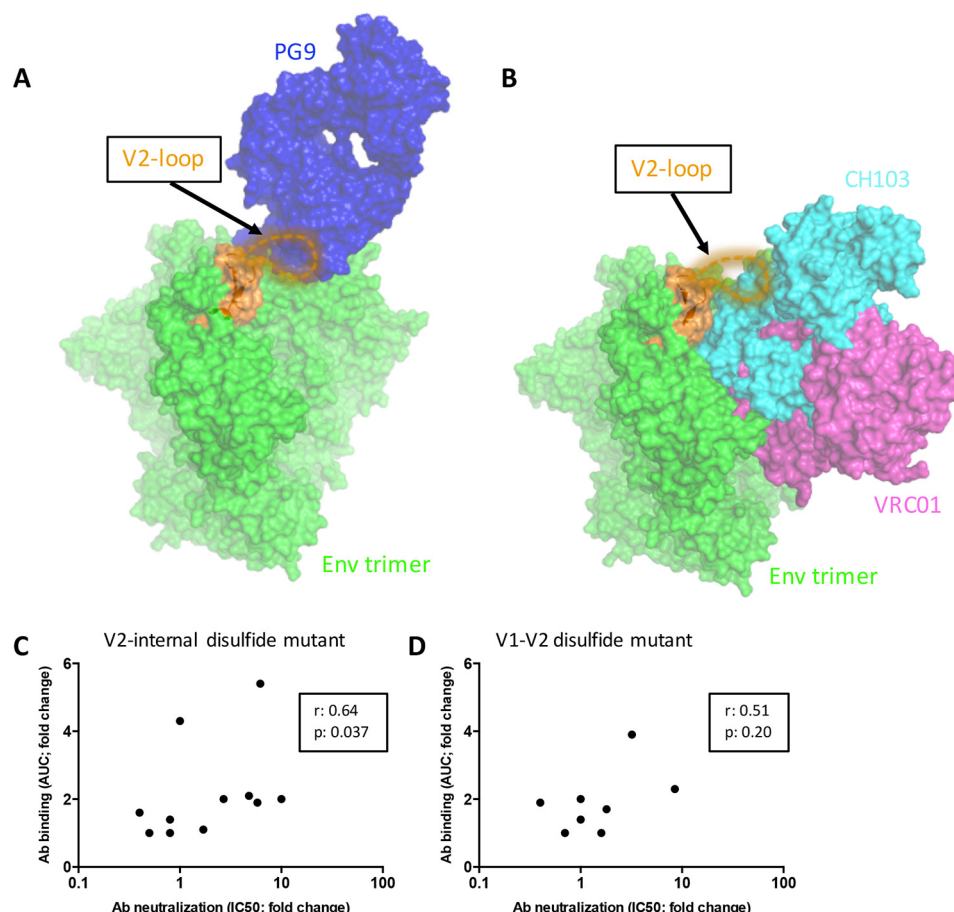 A
PG9
V2-loop
Env trimer
B
V2-loop
CH103
VRC01
Env trimer
C
V2-internal disulfide mutant
Ab binding (AUC; fold change)
6
4
2
0
r: 0.64
p: 0.037
0.1 1 10 100
Ab neutralization (IC50; fold change)
D
V1-V2 disulfide mutant
Ab binding (AUC; fold change)
6
4
2
0
r: 0.51
p: 0.20
0.1 1 10 100
Ab neutralization (IC50; fold change)